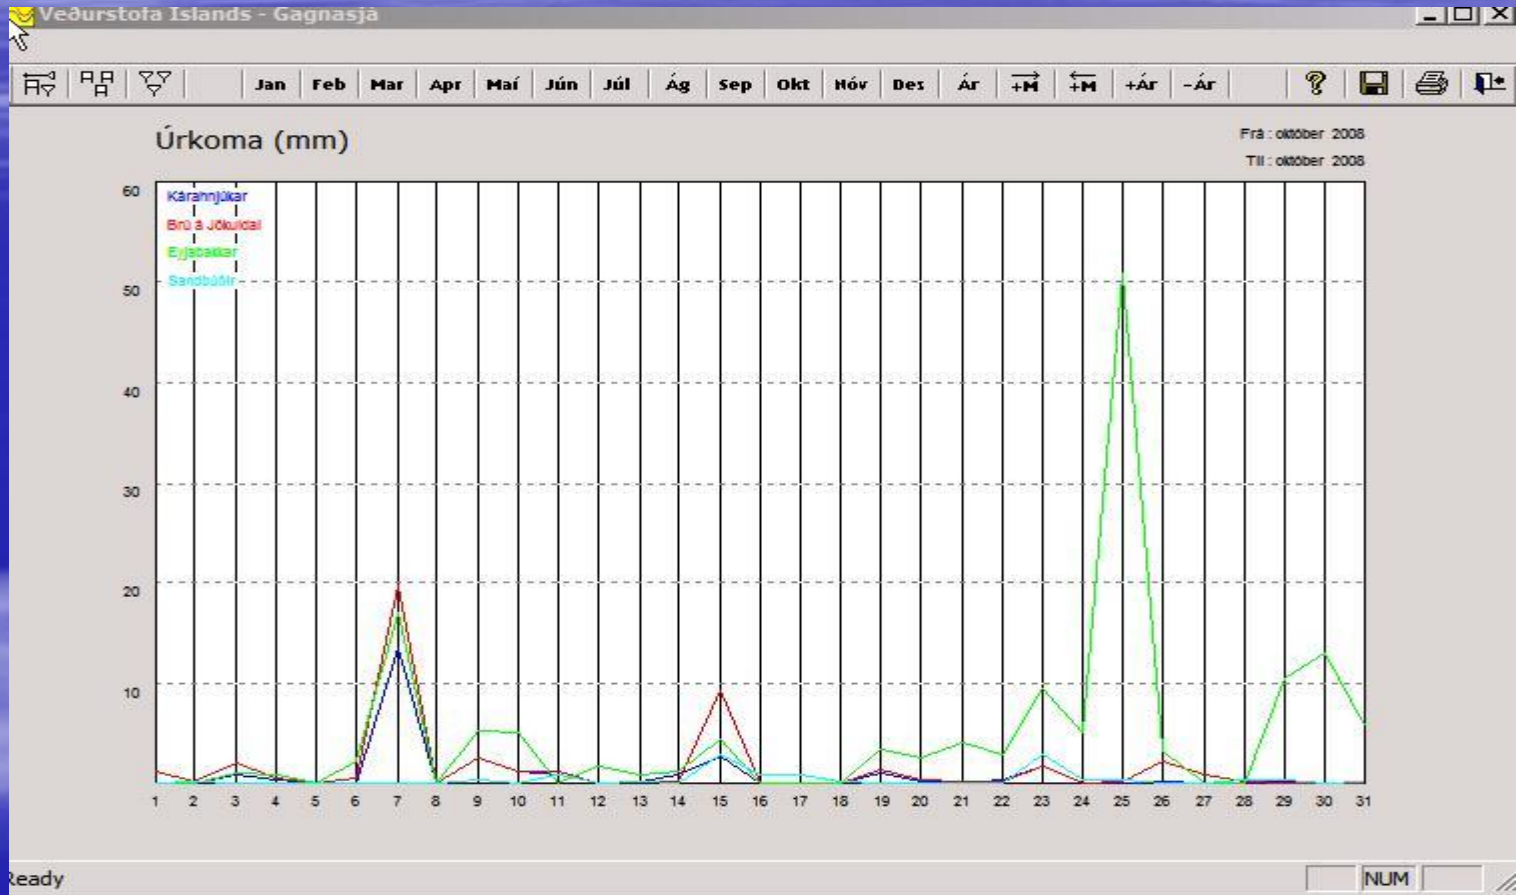 Veðurstofa Islands - Gagnasjá
Jan Feb Mar Apr Maí Jún Júl Ág Sep Okt Nóv Des Ár +M +M +Ár -Ár ?
Úrkoma (mm)
Frá : október 2008
Til : október 2008
60
Kárahnjúkar
Brú á Jökuldal
Eyjabakkar
Sandbúðir
50
40
30
20
10
1 2 3 4 5 6 7 8 9 10 11 12 13 14 15 16 17 18 19 20 21 22 23 24 25 26 27 28 29 30 31
Ready NUM